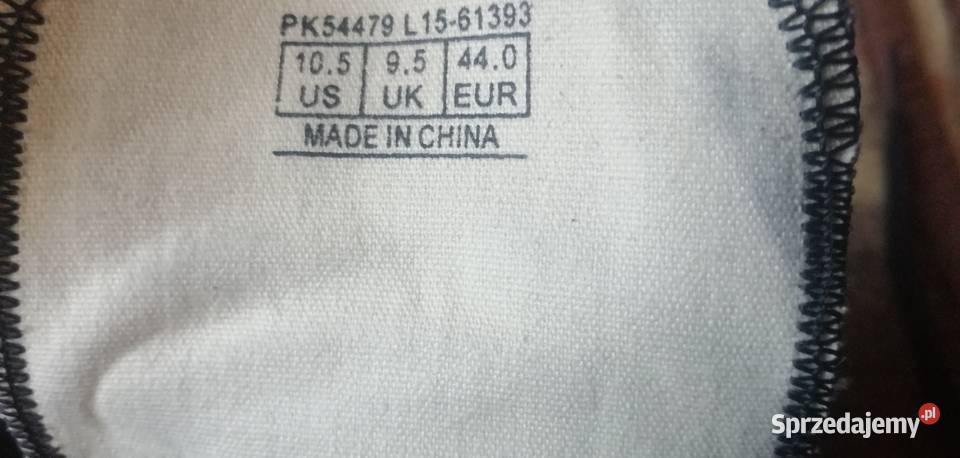 PK54479 L15-61393
10.5 9.5 44.0
US UK EUR
MADE IN CHINA
Sprzedajemy.pl